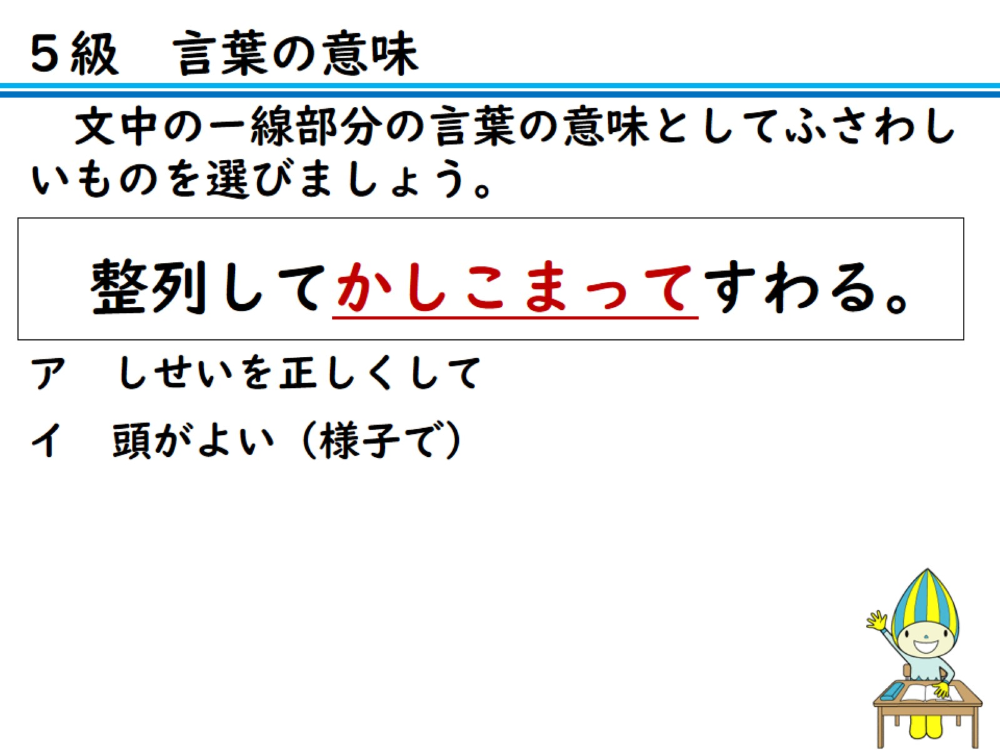 ５級　言葉の意味
文中の一線部分の言葉の意味としてふさわし
いものを選びましょう。
整列してかしこまってすわる。
ア　しせいを正しくして
イ　頭がよい（様子で）